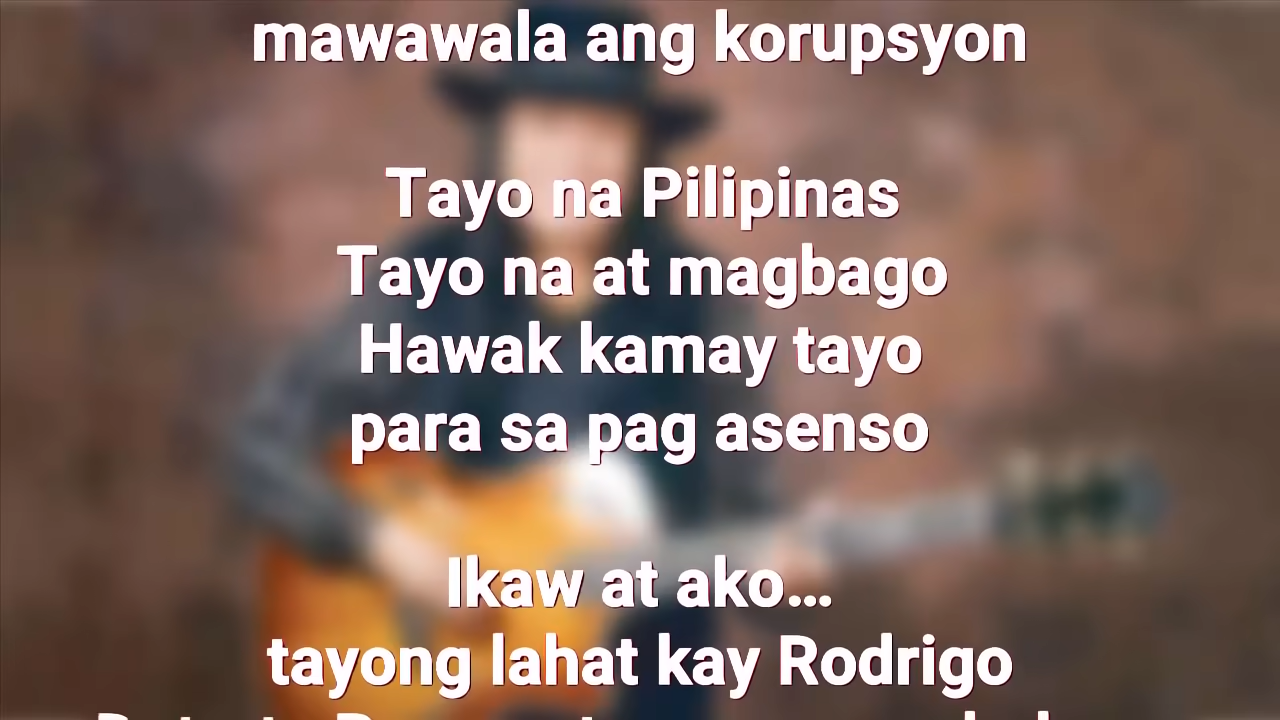 mawawala ang korupsyon
Tayo na Pilipinas
Tayo na at magbago
Hawak kamay tayo
para sa pag asenso
Ikaw at ako...
tayong lahat kay Rodrigo